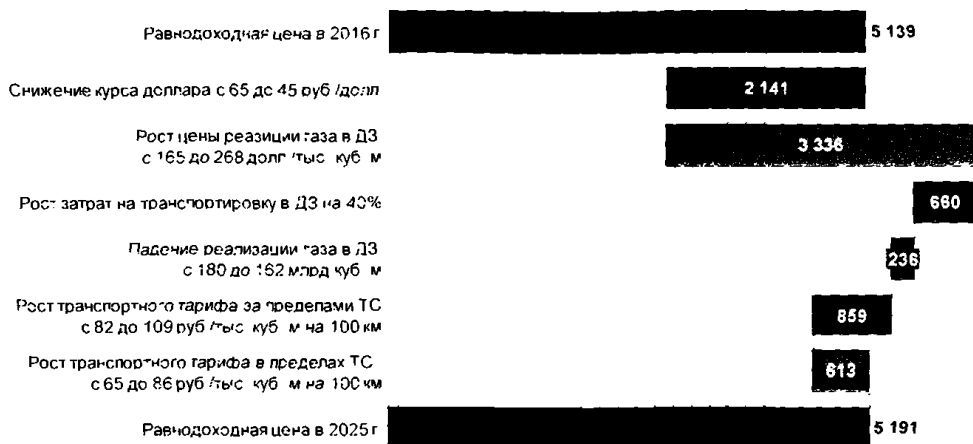 Равнодоходная цена в 2016 г
5 139
Снижение курса доллара с 65 до 45 руб /долл
2 141
Рост цены реазиции газа в ДЗ
с 165 до 268 долл /тыс куб м
3 336
Рост затрат на транспортировку в ДЗ на 40%
660
Падение реализации газа в ДЗ
с 180 до 162 млрд куб м
236
Рост транспортного тарифа за пределами ТС
с 82 до 109 руб /тыс куб м на 100 км
859
Рост транспортного тарифа в пределах ТС
с 65 до 86 руб /тыс куб м на 100 км
613
Равнодоходная цена в 2025 г
5 191